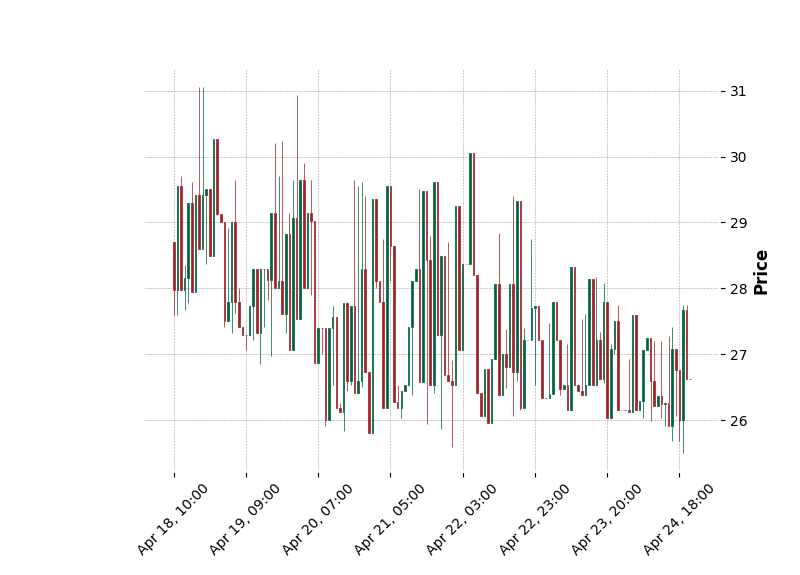 31
30
29
28
27
26
Price
Apr 18, 10:00
Apr 19, 09:00
Apr 20, 07:00
Apr 21, 05:00
Apr 22, 03:00
Apr 22, 23:00
Apr 23, 20:00
Apr 24, 18:00